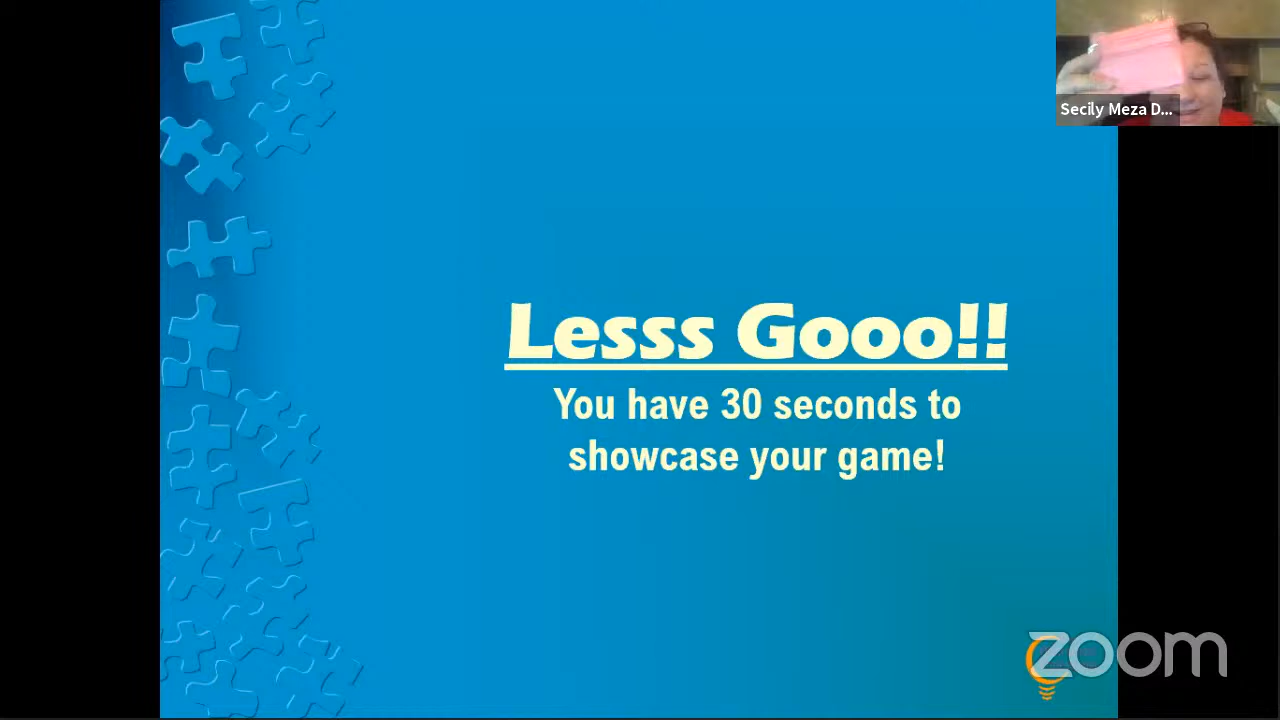 Secily Meza D...
Lesss Gooo!!
You have 30 seconds to
showcase your game!
zoom